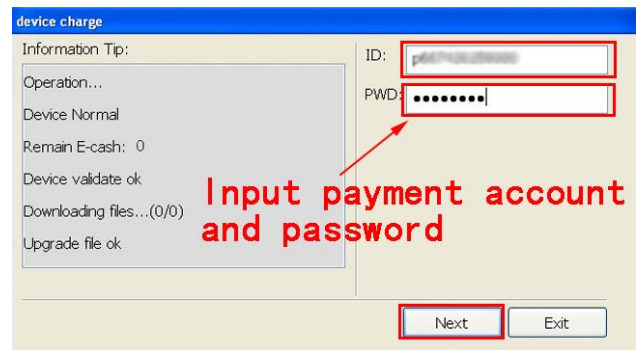 device charge
Information Tip:
Operation...
Device Normal
Remain E-cash: 0
Device validate ok
Downloading files...(0/0)
Upgrade file ok
ID:
PWD: ••••••••
Input payment account
and password
Next
Exit